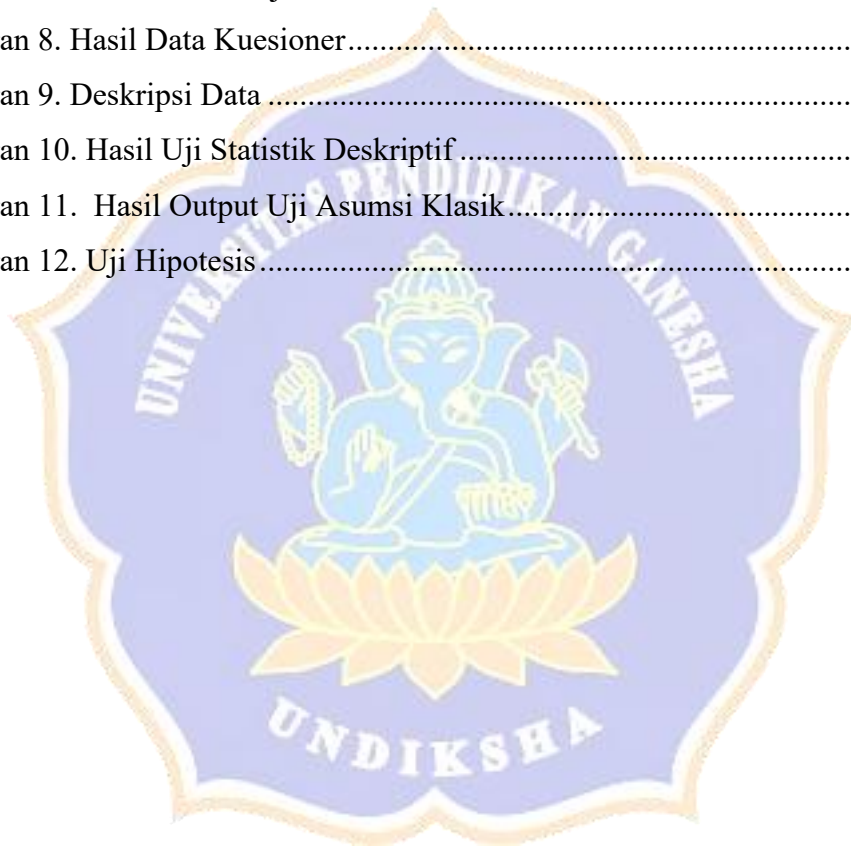 an 8. Hasil Data Kuesioner
an 9. Deskripsi Data
an 10. Hasil Uji Statistik Deskriptif
an 11. Hasil Output Uji Asumsi Klasik
an 12. Uji Hipotesis
UNIVERSITAS PENDIDIKAN GANESHA
UNDIKSHA